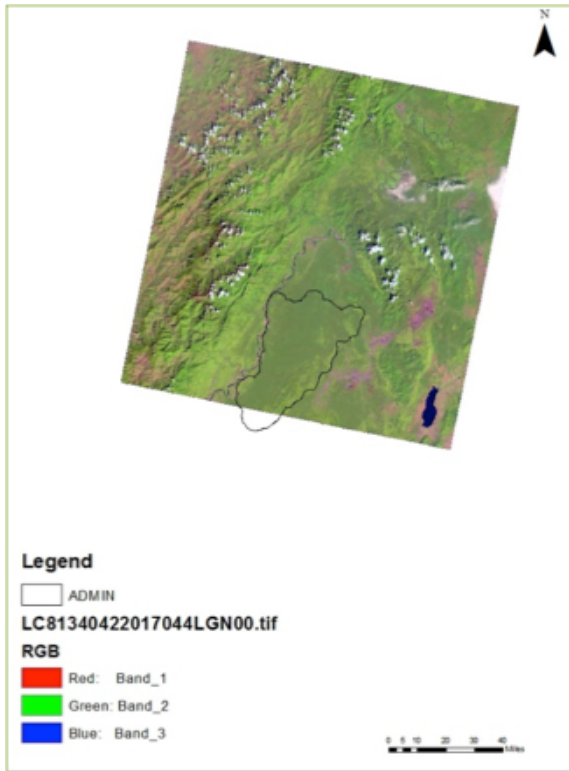 N
Legend
ADMIN
LC81340422017044LGN00.tif
RGB
Red: Band_1
Green: Band_2
Blue: Band_3
0 5 10 20 30 40
Miles